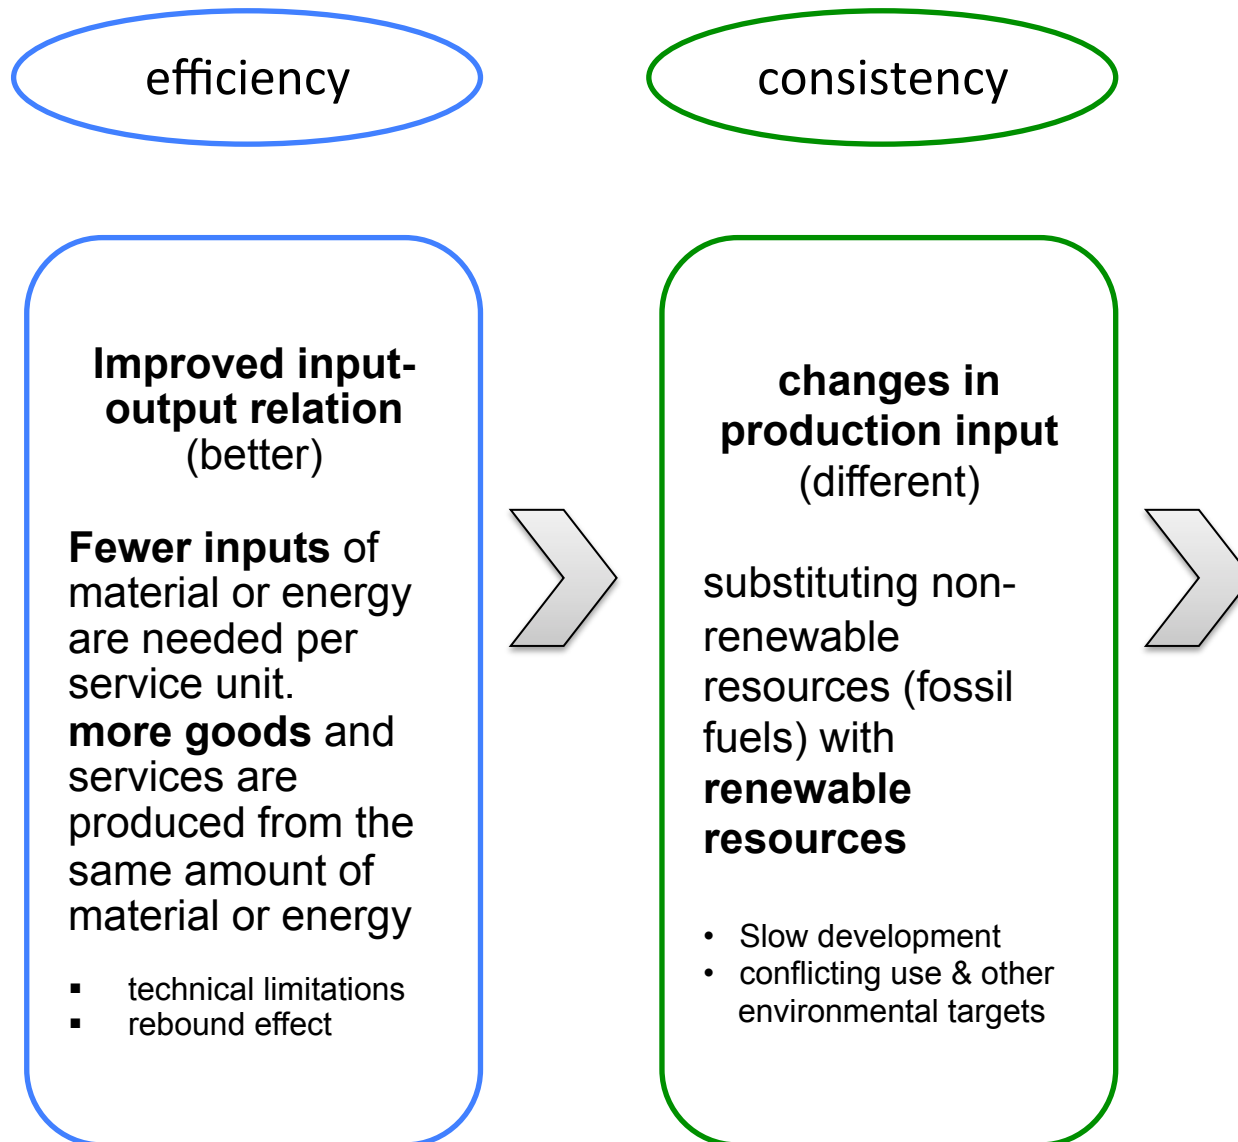 efficiency
consistency
Improved input-
output relation
(better)
Fewer inputs of
material or energy
are needed per
service unit.
more goods and
services are
produced from the
same amount of
material or energy
▪ technical limitations
▪ rebound effect
changes in
production input
(different)
substituting non-
renewable
resources (fossil
fuels) with
renewable
resources
• Slow development
• conflicting use & other
environmental targets